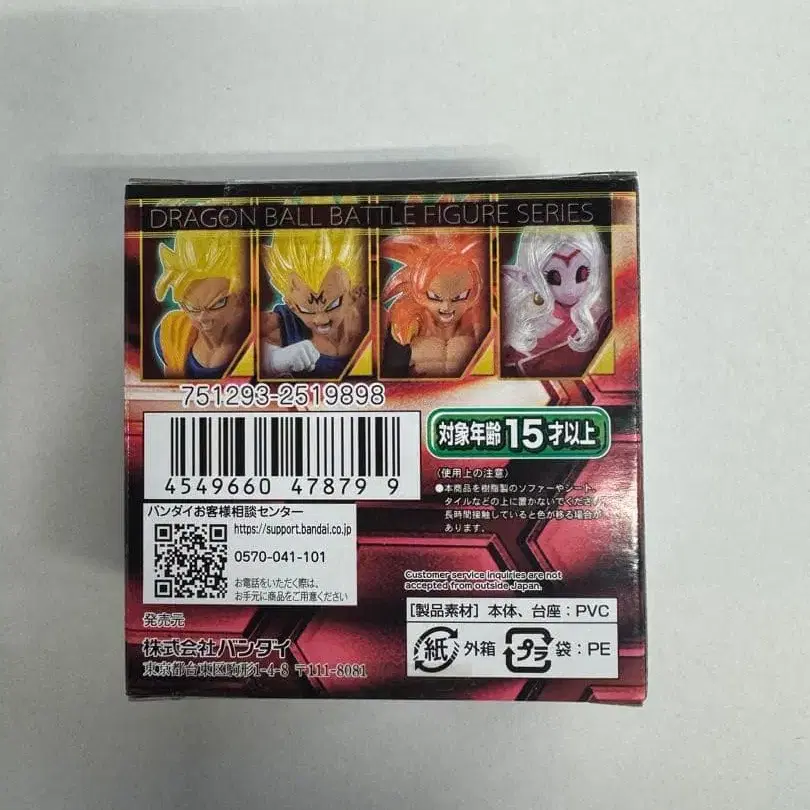 DRAGON BALL BATTLE FIGURE SERIES
M
751293-2519898
4549660 47879 9
対象年齢15才以上
〈使用上の注意〉
●本商品を樹脂製のソファーやシート、
タイルなどの上に置かないでください。
長時間接触していると色が移る場合が
あります。
バンダイお客様相談センター
https://support.bandai.co.jp
0570-041-101
お電話をいただく際は、
お手元に商品をご用意ください
Customer service inquiries are not
accepted from outside Japan.
発売元
株式会社バンダイ
東京都台東区駒形1-4-8 〒111-8081
[製品素材] 本体、台座：PVC
紙 外箱 プラ 袋：PE